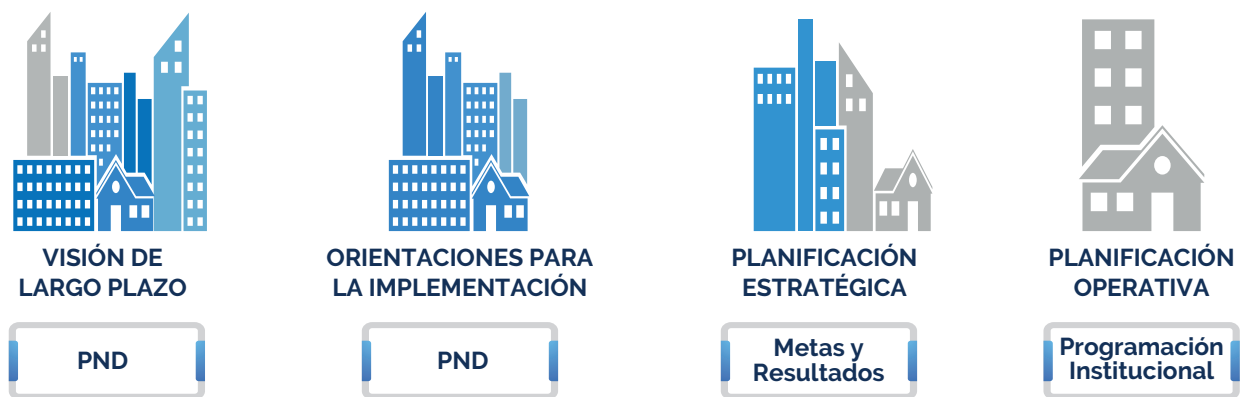 VISIÓN DE
LARGO PLAZO
PND
ORIENTACIONES PARA
LA IMPLEMENTACIÓN
PND
PLANIFICACIÓN
ESTRATÉGICA
Metas y
Resultados
PLANIFICACIÓN
OPERATIVA
Programación
Institucional